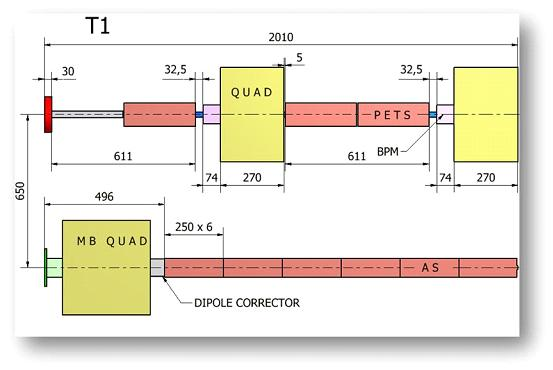 T1
2010
30
32,5
5
32,5
QUAD
PETS
BPM
611
611
74
270
74
270
650
496
250 x 6
MB QUAD
AS
DIPOLE CORRECTOR